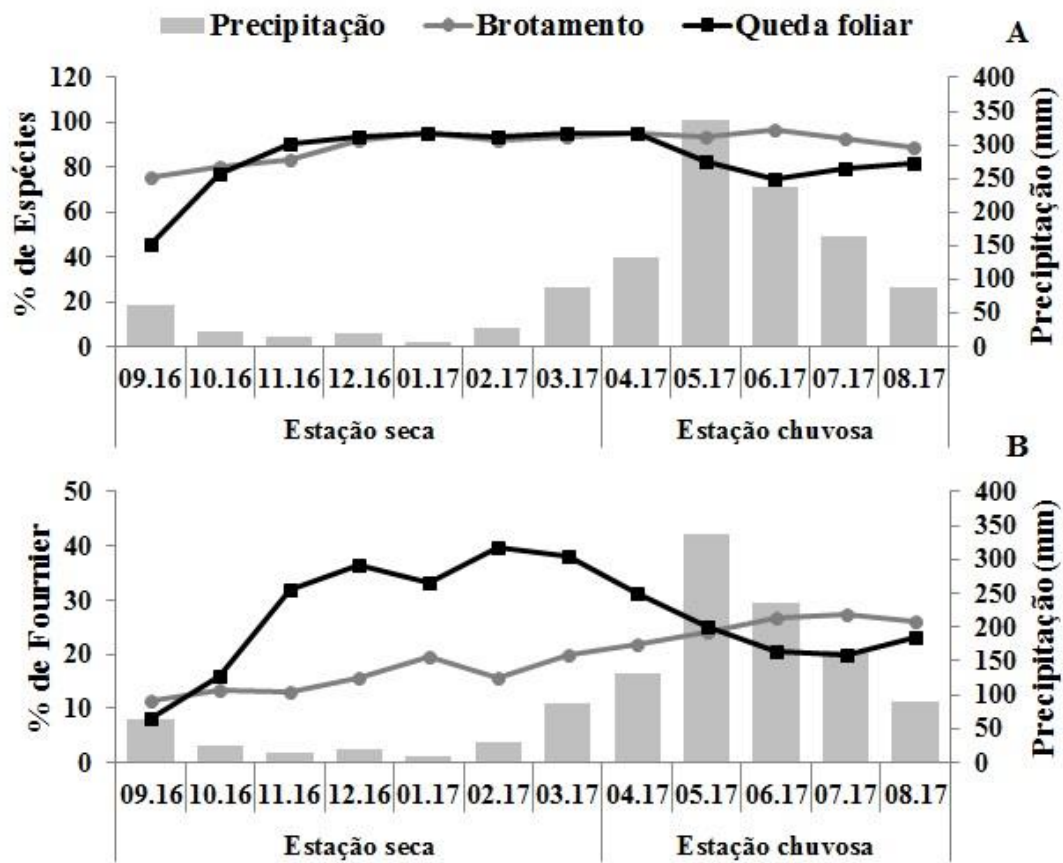 Precipitação Brotamento Queda foliar
A
% de Espécies
120
100
80
60
40
20
0
400
350
300
250
200
150
100
50
0
Precipitação (mm)
09.16 10.16 11.16 12.16 01.17 02.17 03.17 04.17 05.17 06.17 07.17 08.17
Estação seca Estação chuvosa
B
% de Fournier
50
40
30
20
10
0
400
350
300
250
200
150
100
50
0
Precipitação (mm)
09.16 10.16 11.16 12.16 01.17 02.17 03.17 04.17 05.17 06.17 07.17 08.17
Estação seca Estação chuvosa